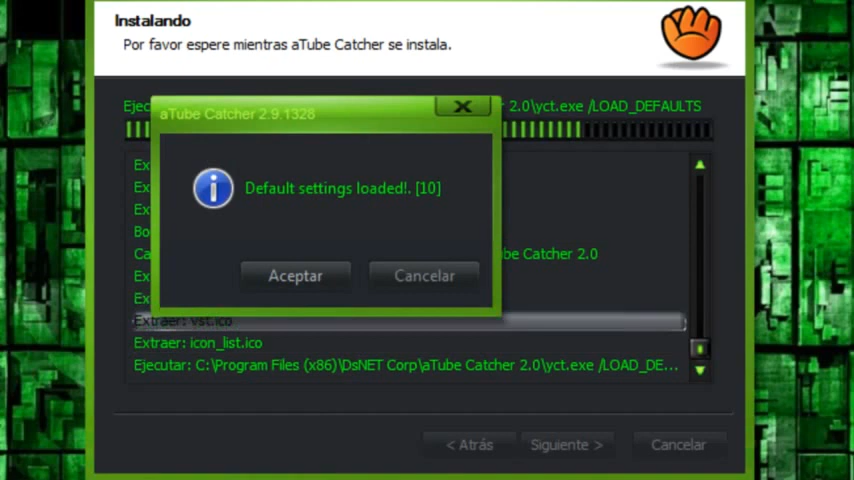 Instalando
Por favor espere mientras aTube Catcher se instala.
2.0\yct.exe /LOAD_DEFAULTS
aTube Catcher 2.9.1328
Default settings loaded!. [10]
Aceptar
Cancelar
Catcher 2.0
Extraer: vst.ico
Extraer: icon_list.ico
Ejecutar: C:\Program Files (x86)\DsNET Corp\aTube Catcher 2.0\yct.exe /LOAD_DE...
< Atrás
Siguiente >
Cancelar